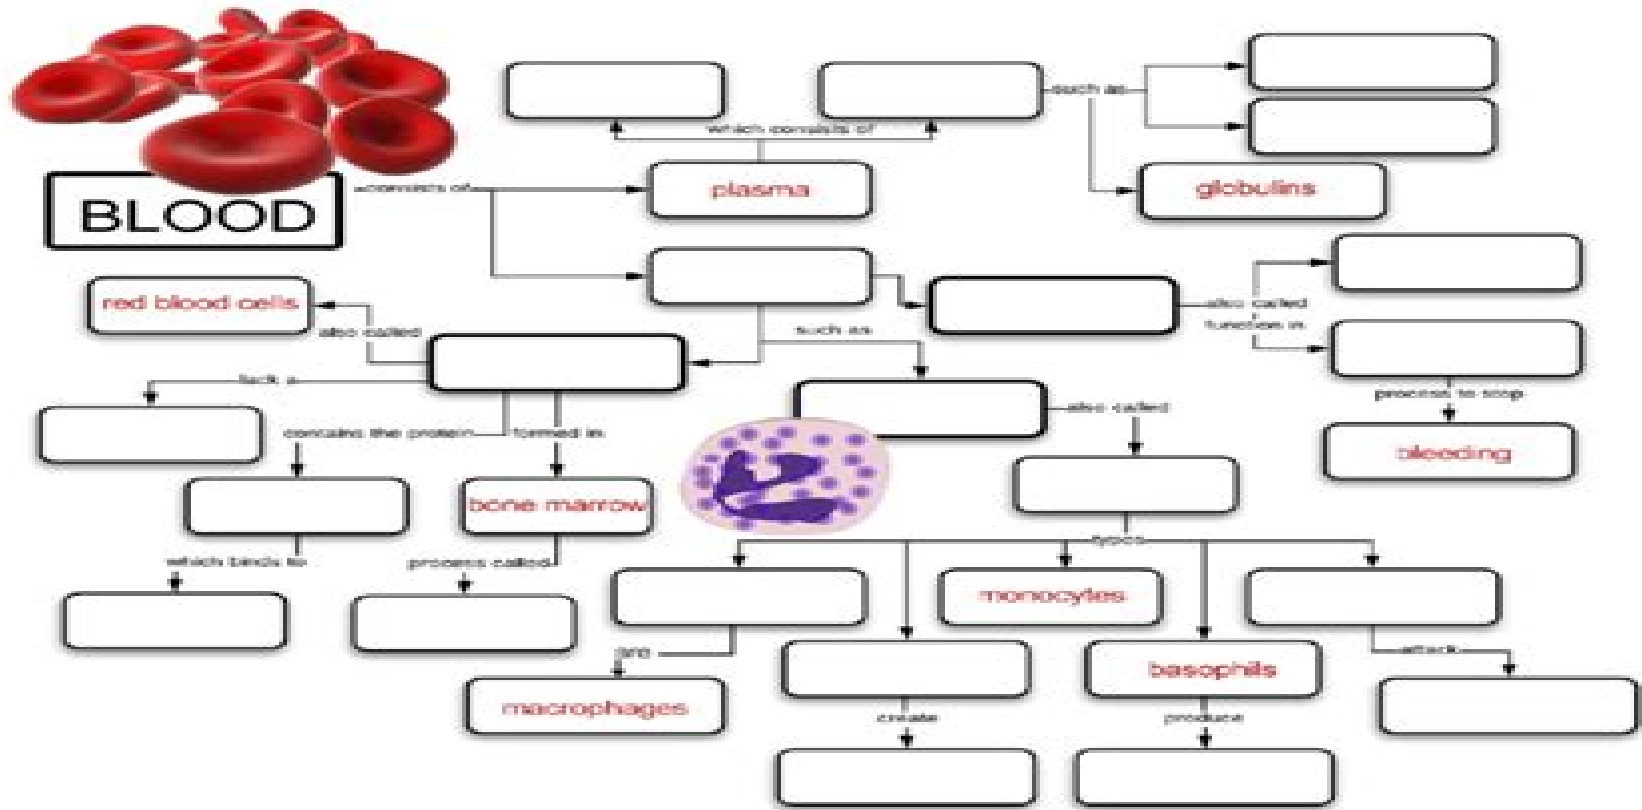 such as
which consists of
plasma
consists of
globulins
BLOOD
red blood cells
also called
also called
function in
such as
lack a
process to stop
also called
contains the protein
formed in
bleeding
bone marrow
types
which binds to
process called
monocytes
are
attack
basophils
macrophages
create
produce